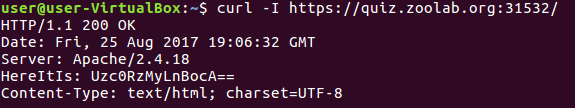 user@user-VirtualBox:~$ curl -I https://quiz.zoolab.org:31532/
HTTP/1.1 200 OK
Date: Fri, 25 Aug 2017 19:06:32 GMT
Server: Apache/2.4.18
HereItIs: Uzc0RzMyLnBocA==
Content-Type: text/html; charset=UTF-8